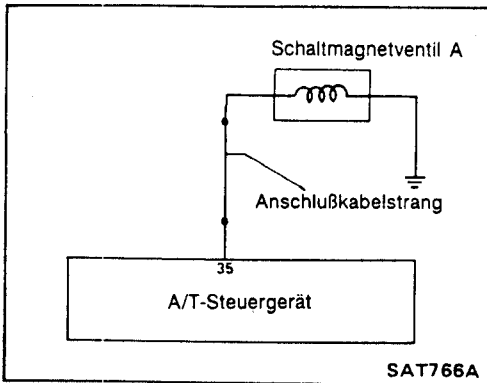 Schaltmagnetventil A
Anschlußkabelstrang
35
A/T-Steuergerät
SAT766A